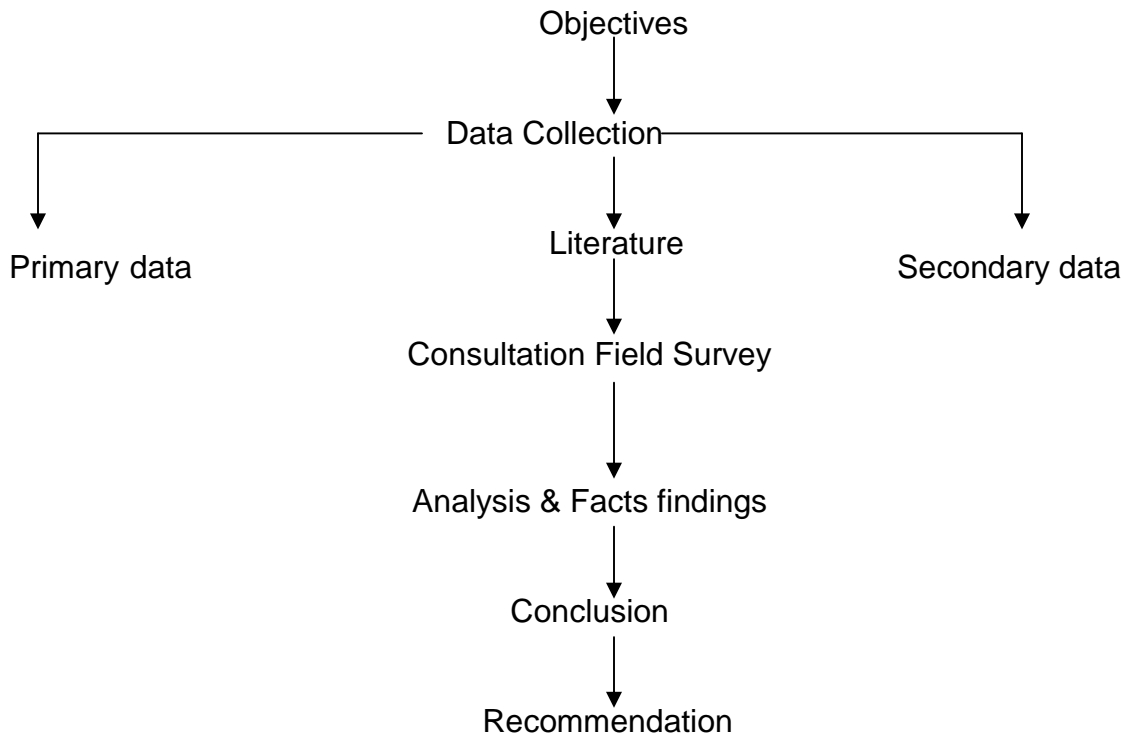 Objectives
Data Collection
Literature
Primary data
Secondary data
Consultation Field Survey
Analysis & Facts findings
Conclusion
Recommendation